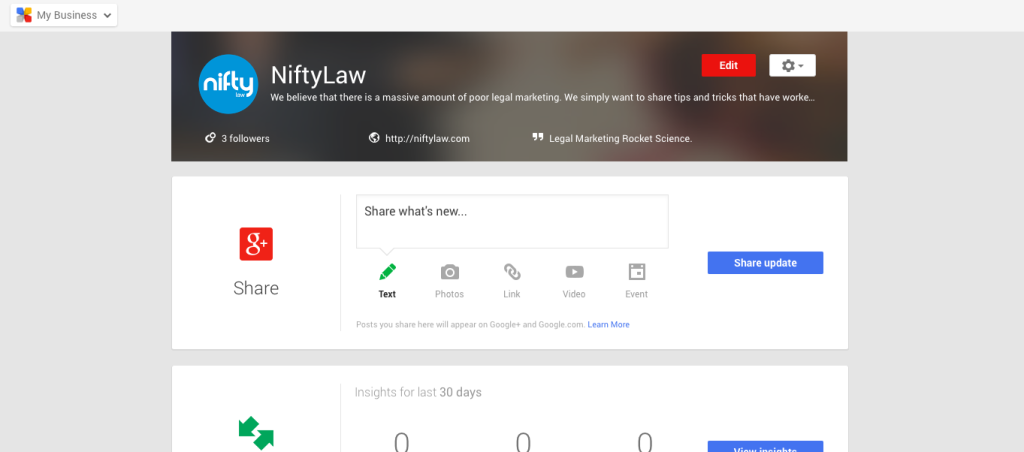 My Business
nifty
law
NiftyLaw
Edit
We believe that there is a massive amount of poor legal marketing. We simply want to share tips and tricks that have worke...
3 followers
http://niftylaw.com
Legal Marketing Rocket Science.
g+
Share
Share what's new...
Text
Photos
Link
Video
Event
Posts you share here will appear on Google+ and Google.com. Learn More
Share update
Insights for last 30 days
0
0
0
View insights